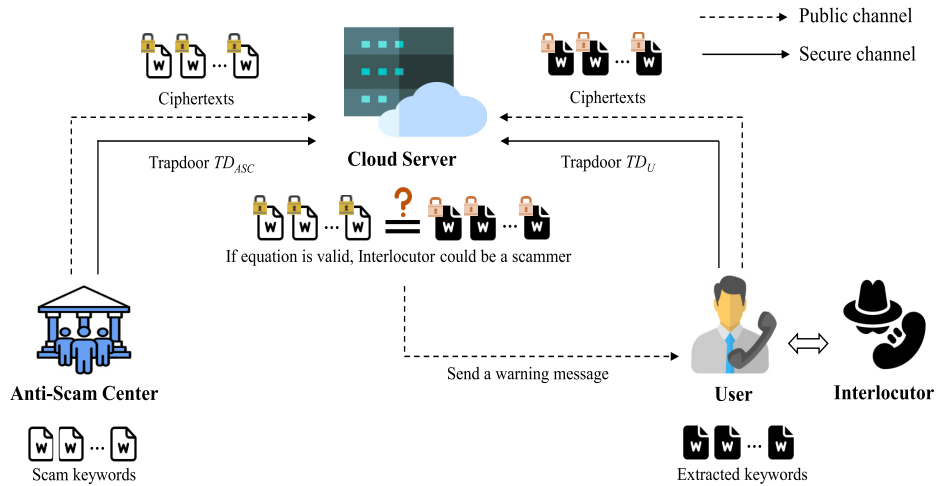 Public channel
Secure channel
W W ... W
Ciphertexts
W W ... W
Ciphertexts
Cloud Server
Trapdoor TD_ASC
Trapdoor TD_U
W W ... W ? = W W ... W
If equation is valid, Interlocutor could be a scammer
Send a warning message
Anti-Scam Center
User
Interlocutor
W W ... W
Scam keywords
W W ... W
Extracted keywords